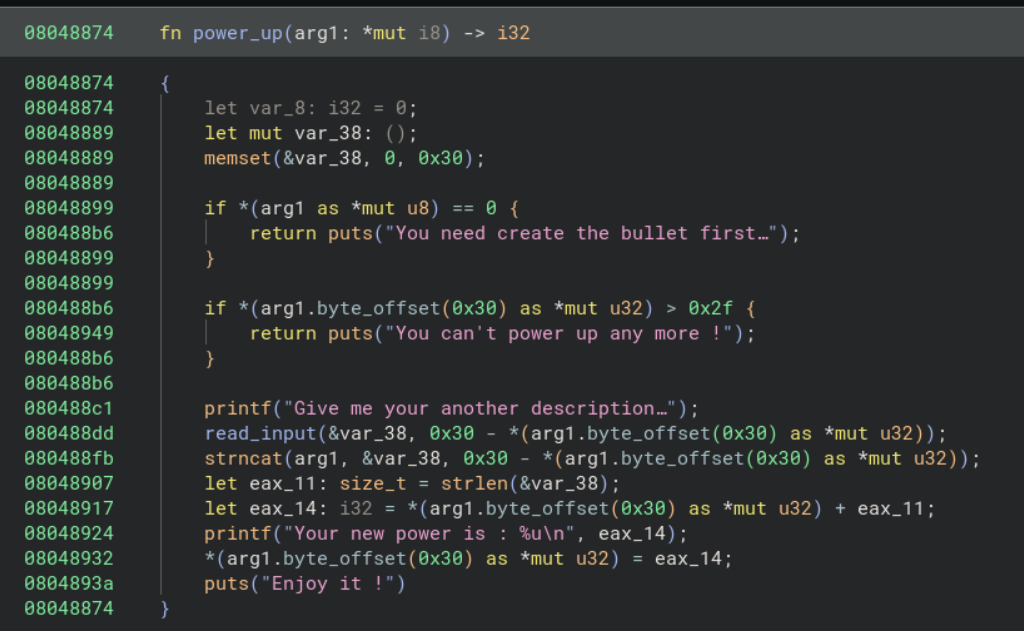 08048874 fn power_up(arg1: *mut i8) -> i32
08048874 {
08048874 let var_8: i32 = 0;
08048889 let mut var_38: ();
08048889 memset(&var_38, 0, 0x30);
08048889
08048899 if *(arg1 as *mut u8) == 0 {
080488b6 return puts("You need create the bullet first…");
08048899 }
08048899
080488b6 if *(arg1.byte_offset(0x30) as *mut u32) > 0x2f {
08048949 return puts("You can't power up any more !");
080488b6 }
080488b6
080488c1 printf("Give me your another description…");
080488dd read_input(&var_38, 0x30 - *(arg1.byte_offset(0x30) as *mut u32));
080488fb strncat(arg1, &var_38, 0x30 - *(arg1.byte_offset(0x30) as *mut u32));
08048907 let eax_11: size_t = strlen(&var_38);
08048917 let eax_14: i32 = *(arg1.byte_offset(0x30) as *mut u32) + eax_11;
08048924 printf("Your new power is : %u\n", eax_14);
08048932 *(arg1.byte_offset(0x30) as *mut u32) = eax_14;
0804893a puts("Enjoy it !")
08048874 }